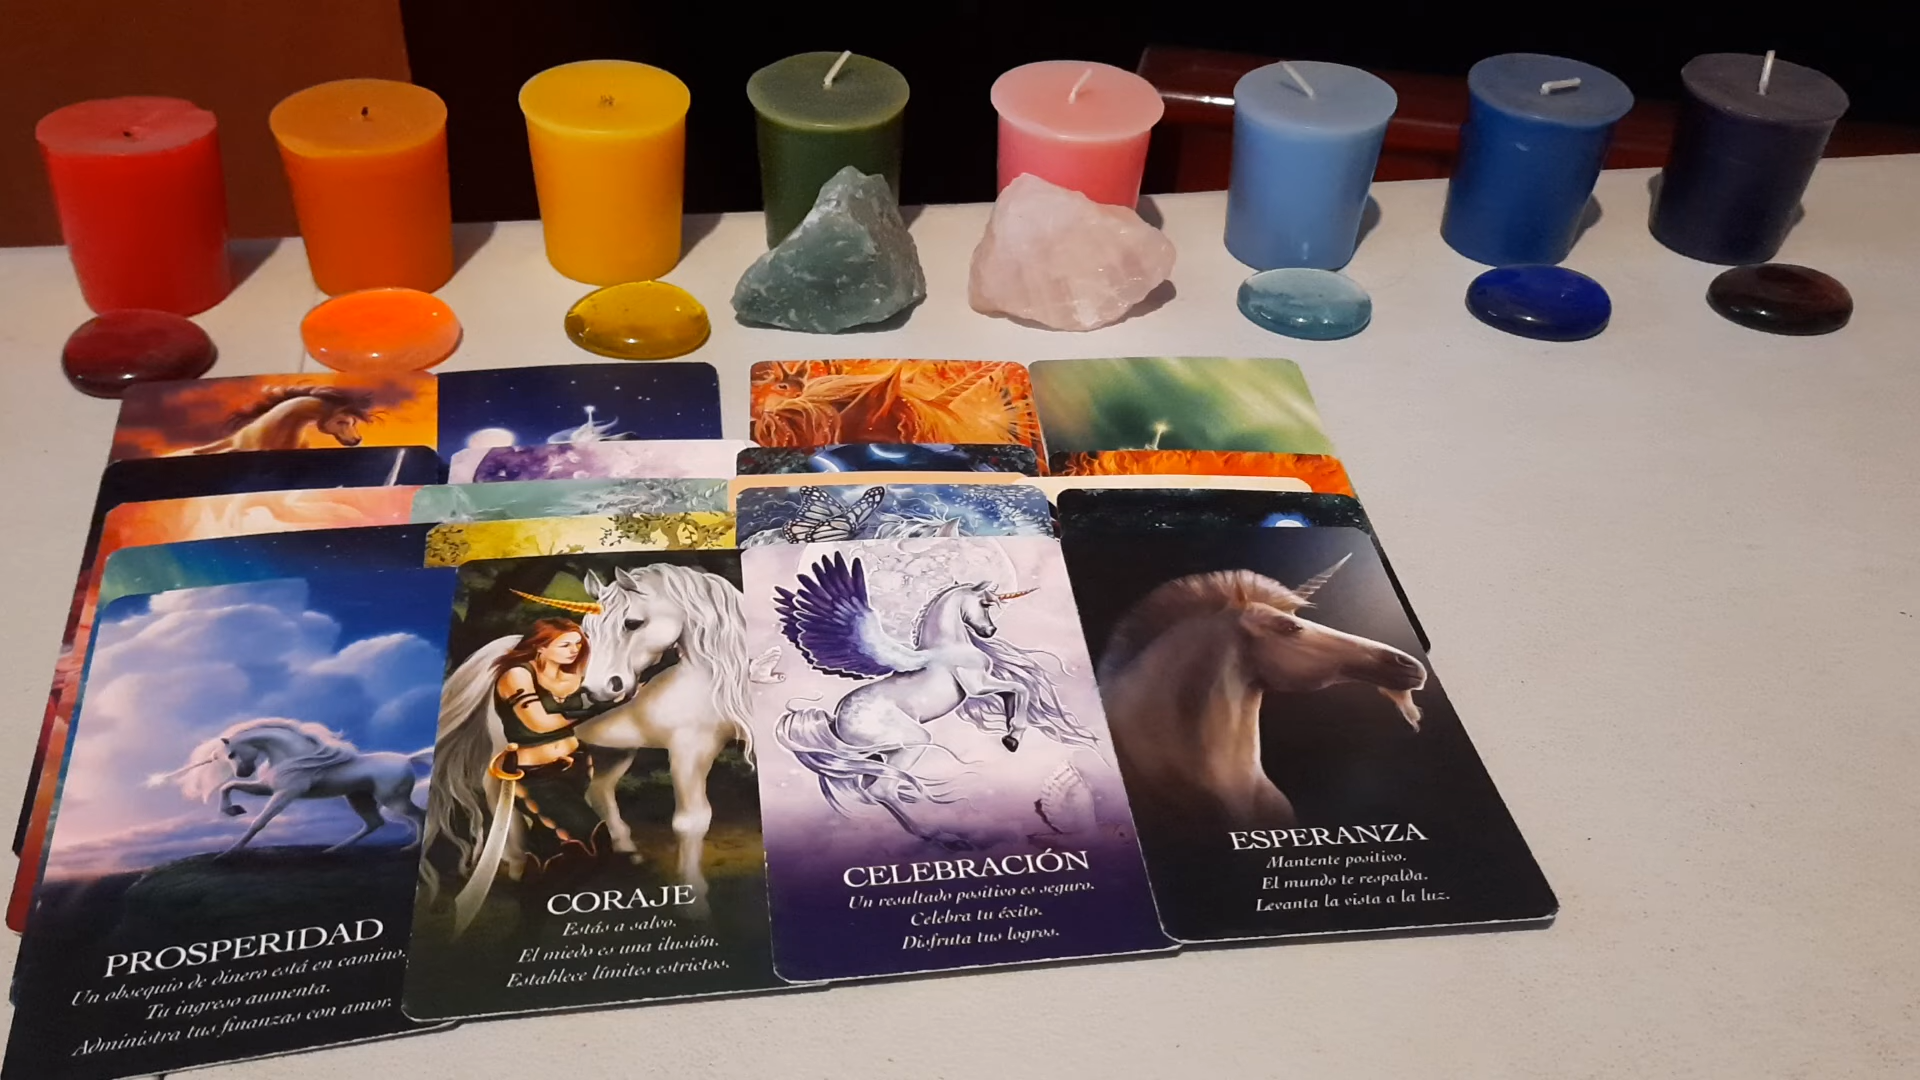 PROSPERIDAD
Un obsequio de dinero está en camino.
Tu ingreso aumenta.
Administra tus finanzas con amor.
CORAJE
Estás a salvo.
El miedo es una ilusión.
Establece límites estrictos.
CELEBRACIÓN
Un resultado positivo es seguro.
Celebra tu éxito.
Disfruta tus logros.
ESPERANZA
Mantente positivo.
El mundo te respalda.
Levanta la vista a la luz.